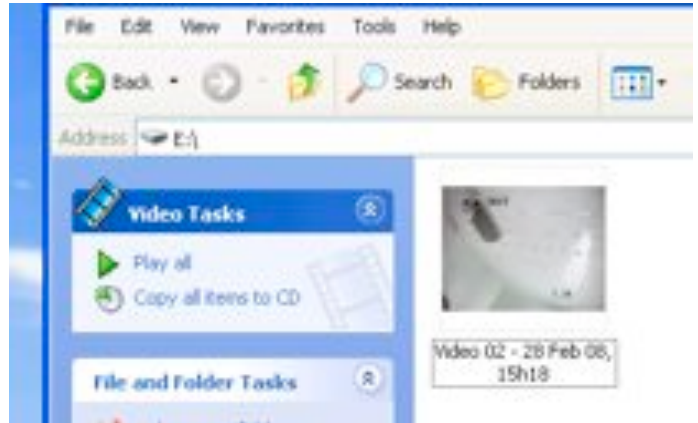 File Edit View Favorites Tools Help
Back Search Folders
Address E:\
Video Tasks
Play all
Copy all items to CD
Video 02 - 28 Feb 08,
15h18
File and Folder Tasks